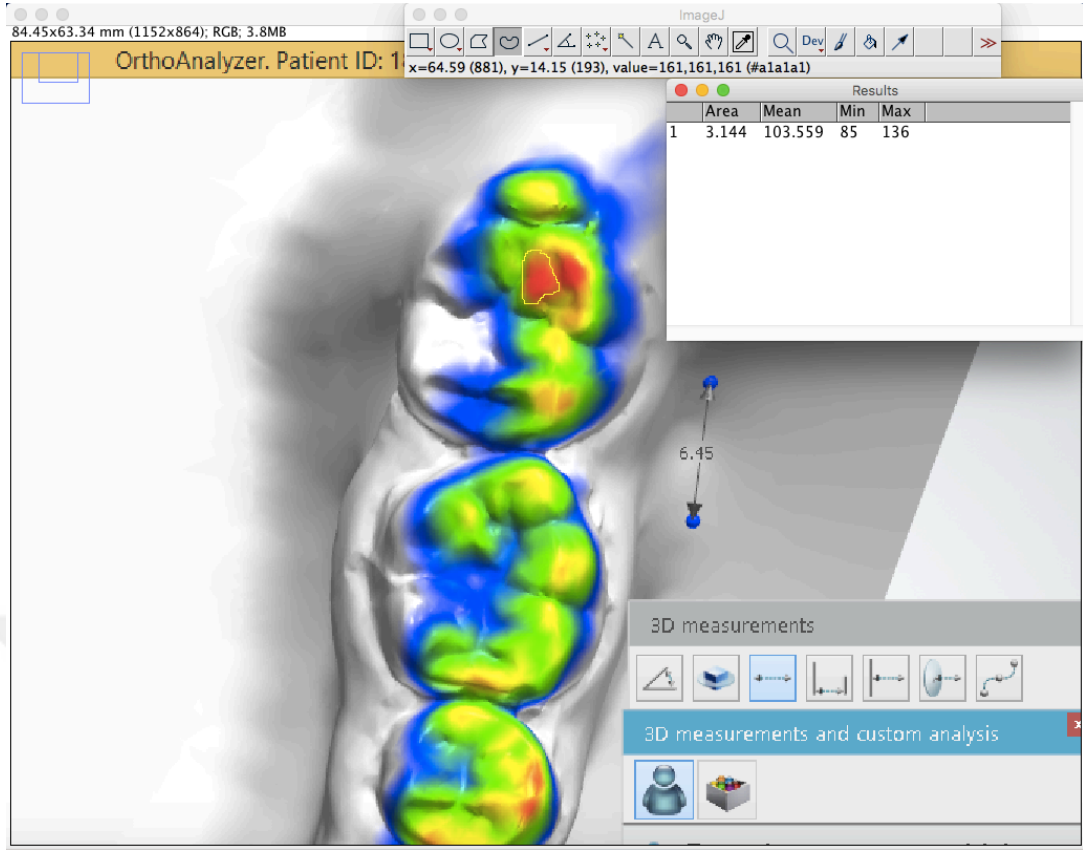 ImageJ
84.45x63.34 mm (1152x864); RGB; 3.8MB
A Dev
x=64.59 (881), y=14.15 (193), value=161,161,161 (#a1a1a1)
OrthoAnalyzer. Patient ID:
Results
Area Mean Min Max
1 3.144 103.559 85 136
6.45
3D measurements
3D measurements and custom analysis
x